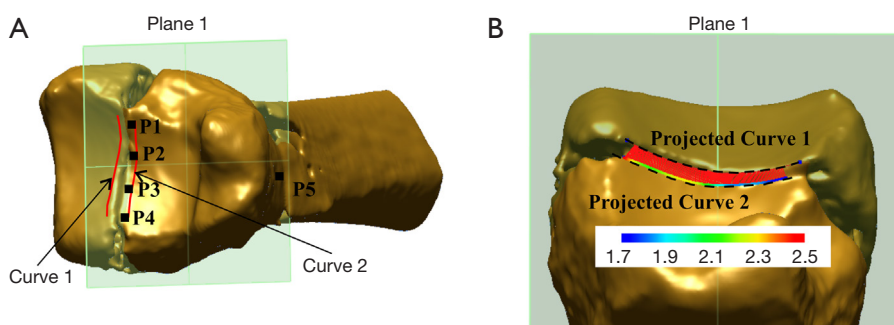 A
Plane 1
P1
P2
P3
P4
P5
Curve 1
Curve 2
B
Plane 1
Projected Curve 1
Projected Curve 2
1.7 1.9 2.1 2.3 2.5